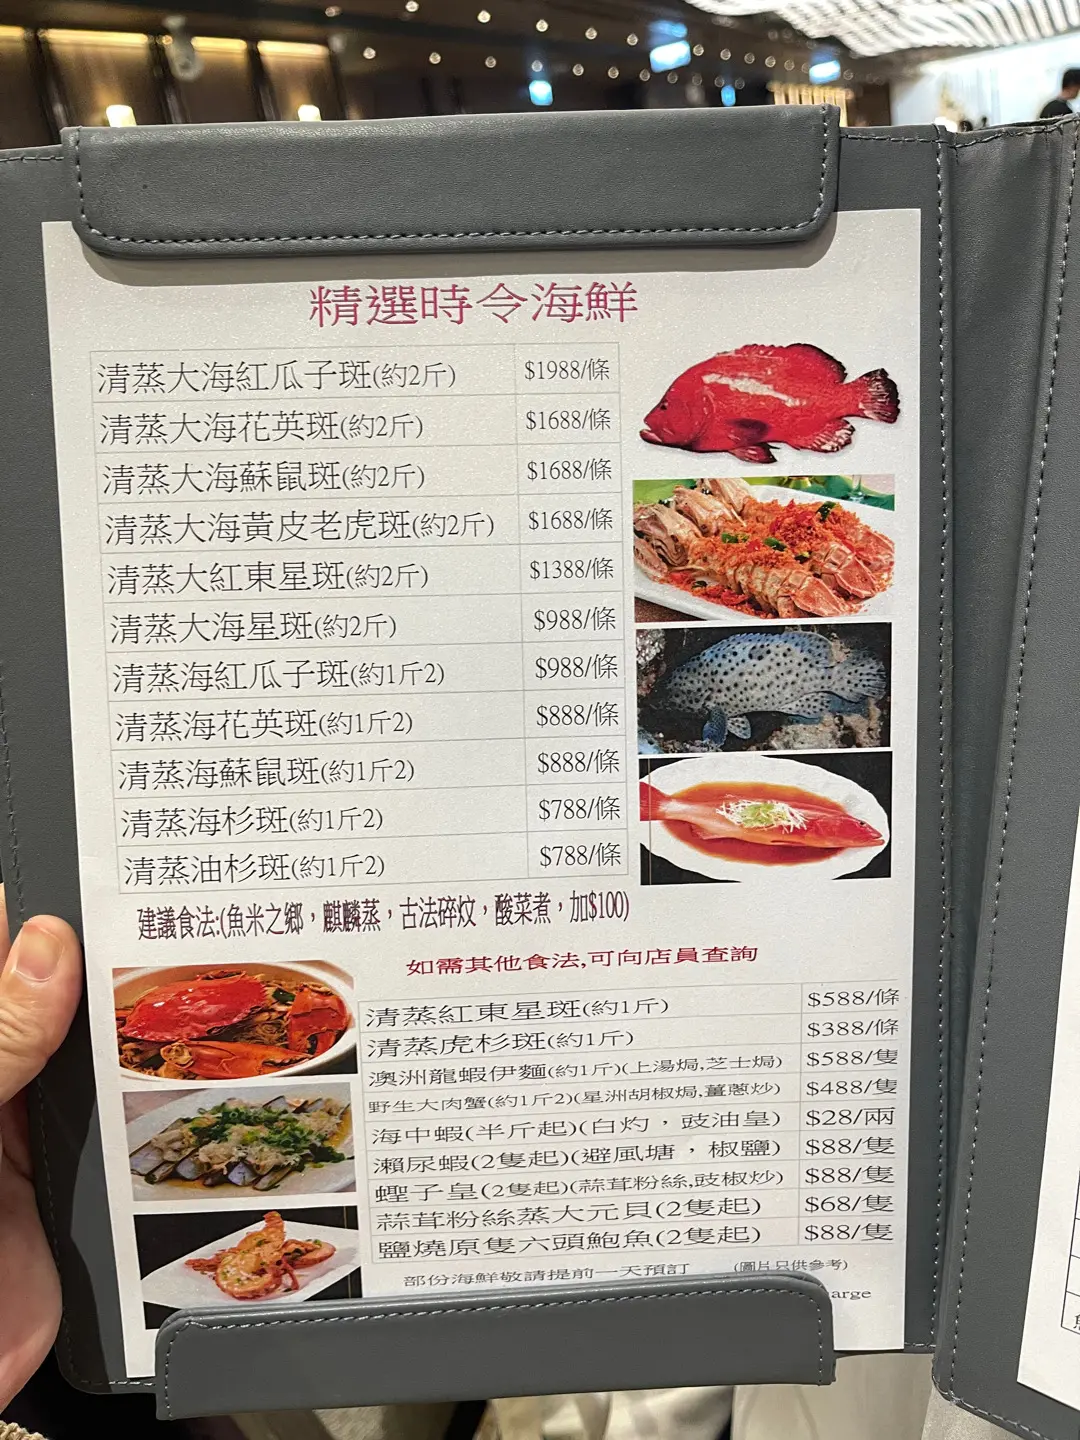 精選時令海鮮
清蒸大海紅瓜子斑(約2斤) $1988/條
清蒸大海花英斑(約2斤) $1688/條
清蒸大海蘇鼠斑(約2斤) $1688/條
清蒸大海黃皮老虎斑(約2斤) $1688/條
清蒸大紅東星斑(約2斤) $1388/條
清蒸大海星斑(約2斤) $988/條
清蒸海紅瓜子斑(約1斤2) $988/條
清蒸海花英斑(約1斤2) $888/條
清蒸海蘇鼠斑(約1斤2) $888/條
清蒸海杉斑(約1斤2) $788/條
清蒸油杉斑(約1斤2) $788/條
建議食法:(魚米之鄉，麒麟蒸，古法碎炆，酸菜煮，加$100)
如需其他食法,可向店員查詢
清蒸紅東星斑(約1斤) $588/條
清蒸虎杉斑(約1斤) $388/條
澳洲龍蝦伊麵(約1斤)(上湯焗,芝士焗) $588/隻
野生大肉蟹(約1斤2)(星洲胡椒焗,薑蔥炒) $488/隻
海中蝦(半斤起)(白灼，豉油皇) $28/兩
瀨尿蝦(2隻起)(避風塘，椒鹽) $88/隻
蟶子皇(2隻起)(蒜茸粉絲,豉椒炒) $88/隻
蒜茸粉絲蒸大元貝(2隻起) $68/隻
鹽燒原隻六頭鮑魚(2隻起) $88/隻
部份海鮮敬請提前一天預訂 (圖片只供參考)
arge